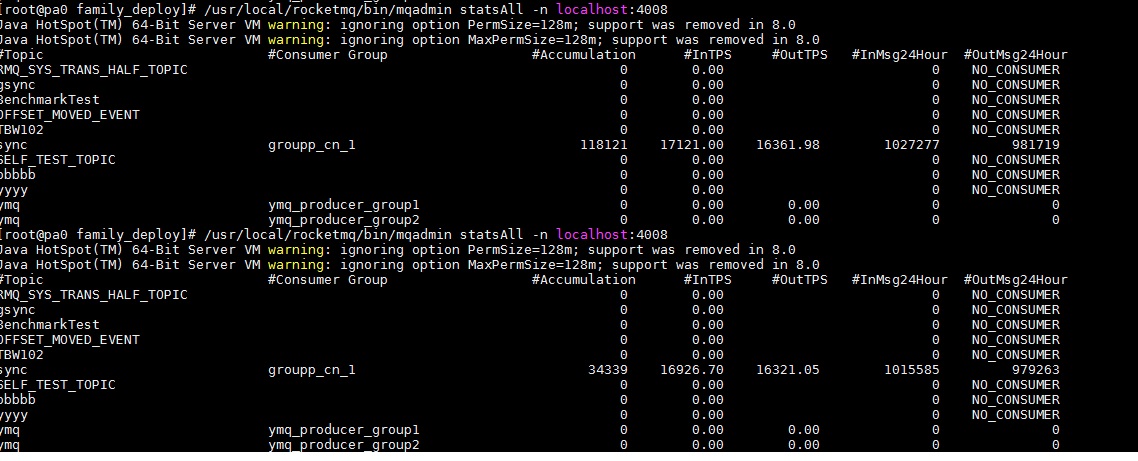 [root@pa0 family_deploy]# /usr/local/rocketmq/bin/mqadmin statsAll -n localhost:4008
Java HotSpot(TM) 64-Bit Server VM warning: ignoring option PermSize=128m; support was removed in 8.0
Java HotSpot(TM) 64-Bit Server VM warning: ignoring option MaxPermSize=128m; support was removed in 8.0
#Topic #Consumer Group #Accumulation #InTPS #OutTPS #InMsg24Hour #OutMsg24Hour
RMQ_SYS_TRANS_HALF_TOPIC 0 0.00 0 NO_CONSUMER
gsync 0 0.00 0 NO_CONSUMER
BenchmarkTest 0 0.00 0 NO_CONSUMER
OFFSET_MOVED_EVENT 0 0.00 0 NO_CONSUMER
TBW102 0 0.00 0 NO_CONSUMER
sync groupp_cn_1 118121 17121.00 16361.98 1027277 981719
SELF_TEST_TOPIC 0 0.00 0 NO_CONSUMER
bbbbb 0 0.00 0 NO_CONSUMER
yyyy 0 0.00 0 NO_CONSUMER
ymq ymq_producer_group1 0 0.00 0.00 0 0
ymq ymq_producer_group2 0 0.00 0.00 0 0
[root@pa0 family_deploy]# /usr/local/rocketmq/bin/mqadmin statsAll -n localhost:4008
Java HotSpot(TM) 64-Bit Server VM warning: ignoring option PermSize=128m; support was removed in 8.0
Java HotSpot(TM) 64-Bit Server VM warning: ignoring option MaxPermSize=128m; support was removed in 8.0
#Topic #Consumer Group #Accumulation #InTPS #OutTPS #InMsg24Hour #OutMsg24Hour
RMQ_SYS_TRANS_HALF_TOPIC 0 0.00 0 NO_CONSUMER
gsync 0 0.00 0 NO_CONSUMER
BenchmarkTest 0 0.00 0 NO_CONSUMER
OFFSET_MOVED_EVENT 0 0.00 0 NO_CONSUMER
TBW102 0 0.00 0 NO_CONSUMER
sync groupp_cn_1 34339 16926.70 16321.05 1015585 979263
SELF_TEST_TOPIC 0 0.00 0 NO_CONSUMER
bbbbb 0 0.00 0 NO_CONSUMER
yyyy 0 0.00 0 NO_CONSUMER
ymq ymq_producer_group1 0 0.00 0.00 0 0
ymq ymq_producer_group2 0 0.00 0.00 0 0